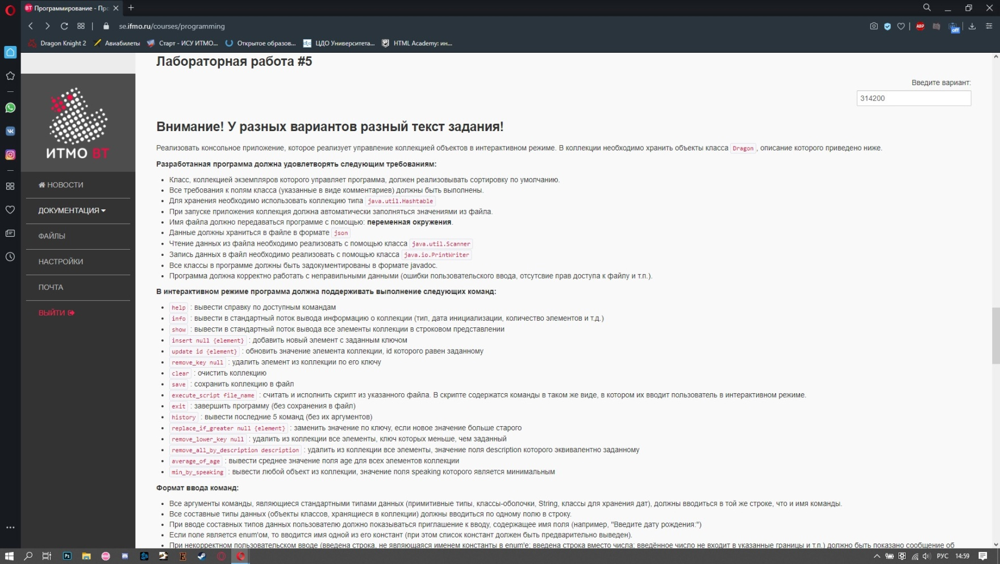 Программирование - Про
se.ifmo.ru/courses/programming
ABP
off
Dragon Knight 2
Авиабилеты
Старт - ИСУ ИТМО...
Открытое образов...
ЦДО Университета...
HTML Academy: ин...
Лабораторная работа #5
Введите вариант:
314200
ИТМО ВТ
НОВОСТИ
ДОКУМЕНТАЦИЯ
ФАЙЛЫ
НАСТРОЙКИ
ПОЧТА
ВЫЙТИ
Внимание! У разных вариантов разный текст задания!
Реализовать консольное приложение, которое реализует управление коллекцией объектов в интерактивном режиме. В коллекции необходимо хранить объекты класса Dragon, описание которого приведено ниже.
Разработанная программа должна удовлетворять следующим требованиям:
Класс, коллекцией экземпляров которого управляет программа, должен реализовывать сортировку по умолчанию.
Все требования к полям класса (указанные в виде комментариев) должны быть выполнены.
Для хранения необходимо использовать коллекцию типа java.util.Hashtable
При запуске приложения коллекция должна автоматически заполняться значениями из файла.
Имя файла должно передаваться программе с помощью: переменная окружения.
Данные должны храниться в файле в формате json
Чтение данных из файла необходимо реализовать с помощью класса java.util.Scanner
Запись данных в файл необходимо реализовать с помощью класса java.io.PrintWriter
Все классы в программе должны быть задокументированы в формате javadoc.
Программа должна корректно работать с неправильными данными (ошибки пользовательского ввода, отсутсвие прав доступа к файлу и т.п.).
В интерактивном режиме программа должна поддерживать выполнение следующих команд:
help : вывести справку по доступным командам
info : вывести в стандартный поток вывода информацию о коллекции (тип, дата инициализации, количество элементов и т.д.)
show : вывести в стандартный поток вывода все элементы коллекции в строковом представлении
insert null {element} : добавить новый элемент с заданным ключом
update id {element} : обновить значение элемента коллекции, id которого равен заданному
remove_key null : удалить элемент из коллекции по его ключу
clear : очистить коллекцию
save : сохранить коллекцию в файл
execute_script file_name : считать и исполнить скрипт из указанного файла. В скрипте содержатся команды в таком же виде, в котором их вводит пользователь в интерактивном режиме.
exit : завершить программу (без сохранения в файл)
history : вывести последние 5 команд (без их аргументов)
replace_if_greater null {element} : заменить значение по ключу, если новое значение больше старого
remove_lower_key null : удалить из коллекции все элементы, ключ которых меньше, чем заданный
remove_all_by_description description : удалить из коллекции все элементы, значение поля description которого эквивалентно заданному
average_of_age : вывести среднее значение поля age для всех элементов коллекции
min_by_speaking : вывести любой объект из коллекции, значение поля speaking которого является минимальным
Формат ввода команд:
Все аргументы команды, являющиеся стандартными типами данных (примитивные типы, классы-оболочки, String, классы для хранения дат), должны вводиться в той же строке, что и имя команды.
Все составные типы данных (объекты классов, хранящиеся в коллекции) должны вводиться по одному полю в строку.
При вводе составных типов данных пользователю должно показываться приглашение к вводу, содержащее имя поля (например, "Введите дату рождения:")
Если поле является enum'ом, то вводится имя одной из его констант (при этом список констант должен быть предварительно выведен).
При некорректном пользовательском вводе (введена строка, не являющаяся именем константы в enum'е; введена строка вместо числа; введённое число не входит в указанные границы и т.п.) должно быть показано сообщение об
Ps
РУС
14:59